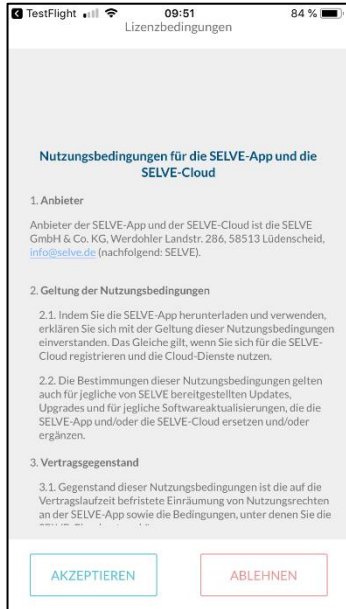 TestFlight 09:51 84 %
Lizenzbedingungen
Nutzungsbedingungen für die SELVE-App und die
SELVE-Cloud
1. Anbieter
Anbieter der SELVE-App und der SELVE-Cloud ist die SELVE
GmbH & Co. KG, Werdohler Landstr. 286, 58513 Lüdenscheid,
info@selve.de (nachfolgend: SELVE).
2. Geltung der Nutzungsbedingungen
2.1. Indem Sie die SELVE-App herunterladen und verwenden,
erklären Sie sich mit der Geltung dieser Nutzungsbedingungen
einverstanden. Das Gleiche gilt, wenn Sie sich für die SELVE-
Cloud registrieren und die Cloud-Dienste nutzen.
2.2. Die Bestimmungen dieser Nutzungsbedingungen gelten
auch für jegliche von SELVE bereitgestellten Updates,
Upgrades und für jegliche Softwareaktualisierungen, die die
SELVE-App und/oder die SELVE-Cloud ersetzen und/oder
ergänzen.
3. Vertragsgegenstand
3.1. Gegenstand dieser Nutzungsbedingungen ist die auf die
Vertragslaufzeit befristete Einräumung von Nutzungsrechten
an der SELVE-App sowie die Bedingungen, unter denen Sie die
AKZEPTIEREN ABLEHNEN